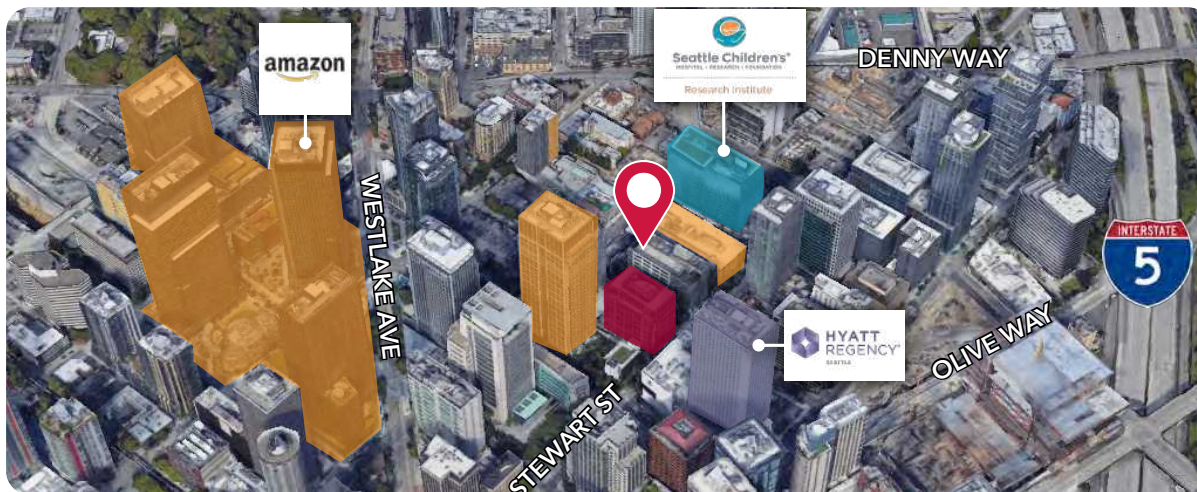 amazon
Seattle Children's®
HOSPITAL • RESEARCH • FOUNDATION
Research Institute
DENNY WAY
WESTLAKE AVE
INTERSTATE
5
HYATT
REGENCY®
SEATTLE
OLIVE WAY
STEWART ST